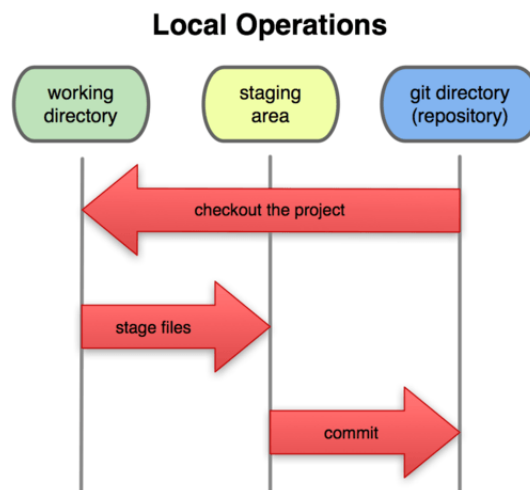 Local Operations
working
directory
staging
area
git directory
(repository)
checkout the project
stage files
commit